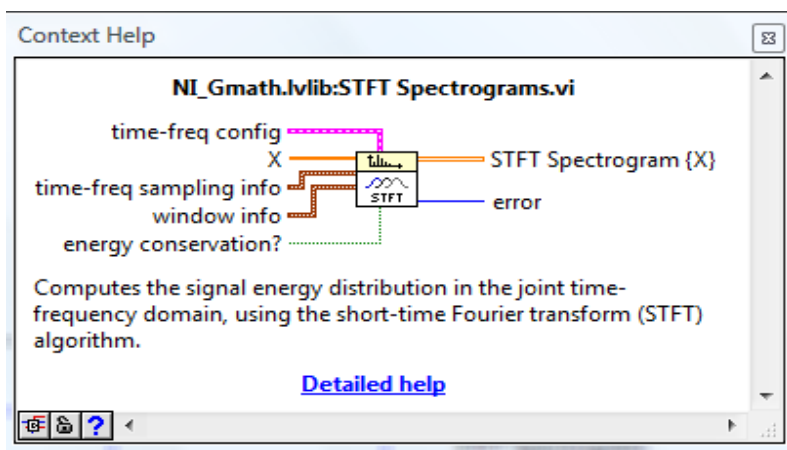 Context Help
NI_Gmath.lvlib:STFT Spectrograms.vi
time-freq config
X
STFT Spectrogram {X}
time-freq sampling info
STFT
window info
error
energy conservation?
Computes the signal energy distribution in the joint time-
frequency domain, using the short-time Fourier transform (STFT)
algorithm.
Detailed help
?